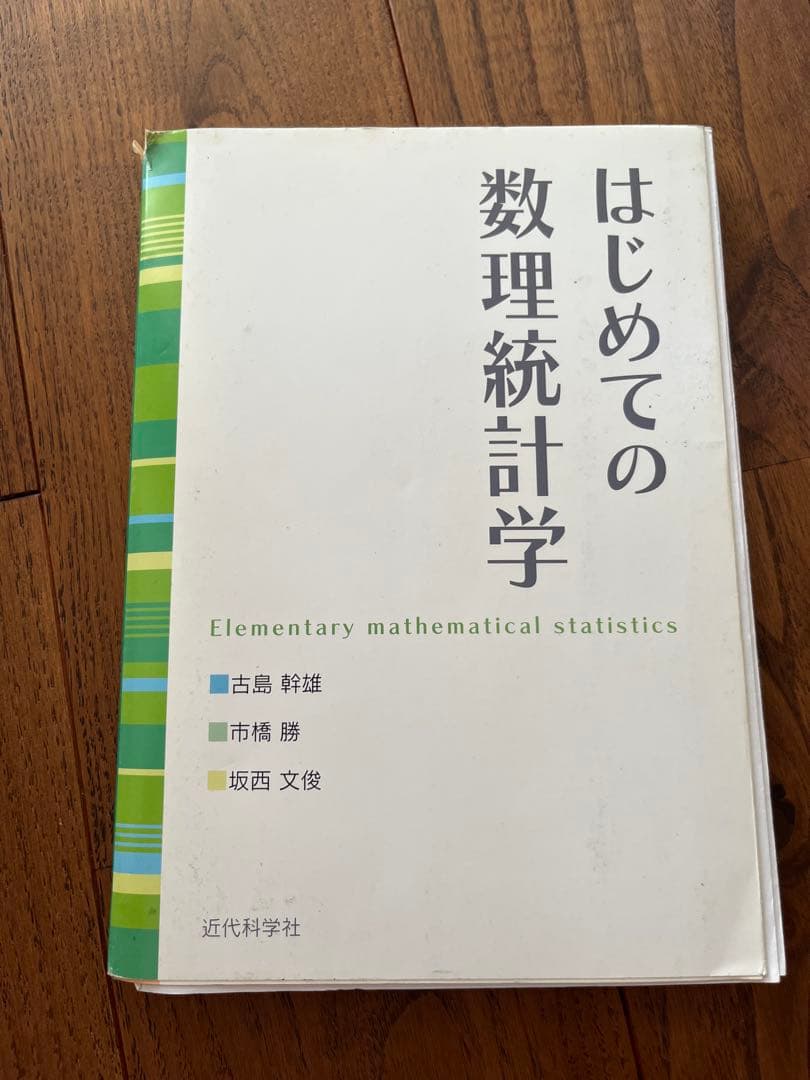 はじめての
数理統計学
Elementary mathematical statistics
古島 幹雄
市橋 勝
坂西 文俊
近代科学社